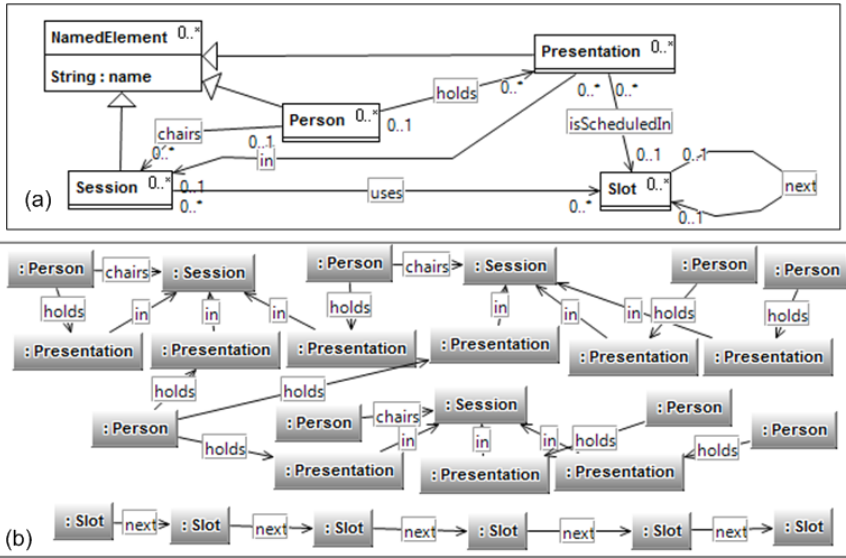 NamedElement 0..*
String : name
Presentation 0..*
holds
0..*
0..* 0..*
Person 0..*
0..1
chairs
0..1
isScheduledIn
0..*
in
0..1 0..1
Session 0..*
0..1
0..*
uses
0..*
Slot 0..*
next
0..1
(a)
: Person
chairs
: Session
: Person
chairs
: Session
: Person
: Person
holds
in
in
in
holds
in
in
in
holds
holds
: Presentation
: Presentation
: Presentation
: Presentation
: Presentation
: Presentation
holds
holds
: Person
: Person
chairs
: Session
: Person
: Person
holds
in
in
in
holds
holds
: Presentation
: Presentation
: Presentation
: Slot
next
: Slot
next
: Slot
next
: Slot
next
: Slot
next
: Slot
(b)